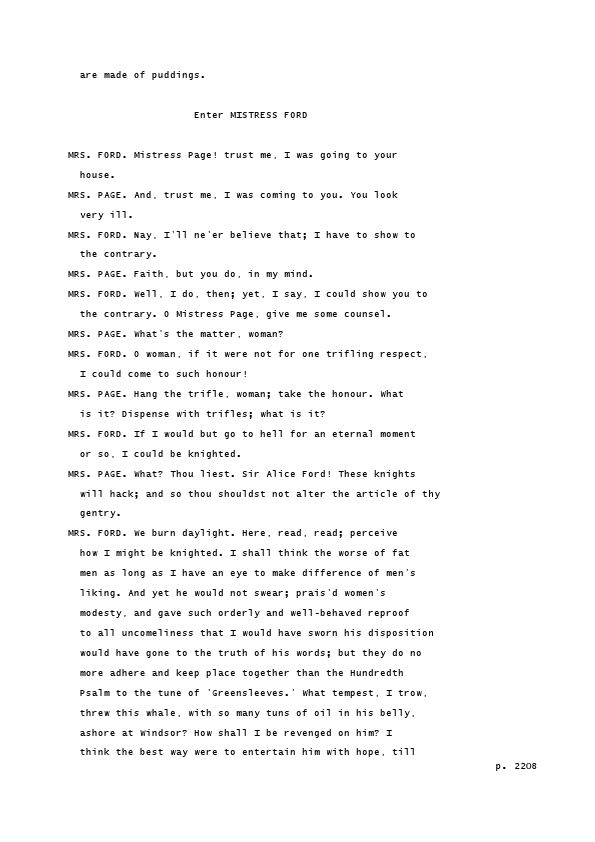 are made of puddings.
Enter MISTRESS FORD
MRS. FORD. Mistress Page! trust me, I was going to your
house.
MRS. PAGE. And, trust me, I was coming to you. You look
very ill.
MRS. FORD. Nay, I'll ne'er believe that; I have to show to
the contrary.
MRS. PAGE. Faith, but you do, in my mind.
MRS. FORD. Well, I do, then; yet, I say, I could show you to
the contrary. O Mistress Page, give me some counsel.
MRS. PAGE. What's the matter, woman?
MRS. FORD. O woman, if it were not for one trifling respect,
I could come to such honour!
MRS. PAGE. Hang the trifle, woman; take the honour. What
is it? Dispense with trifles; what is it?
MRS. FORD. If I would but go to hell for an eternal moment
or so, I could be knighted.
MRS. PAGE. What? Thou liest. Sir Alice Ford! These knights
will hack; and so thou shouldst not alter the article of thy
gentry.
MRS. FORD. We burn daylight. Here, read, read; perceive
how I might be knighted. I shall think the worse of fat
men as long as I have an eye to make difference of men's
liking. And yet he would not swear; prais'd women's
modesty, and gave such orderly and well-behaved reproof
to all uncomeliness that I would have sworn his disposition
would have gone to the truth of his words; but they do no
more adhere and keep place together than the Hundredth
Psalm to the tune of 'Greensleeves.' What tempest, I trow,
threw this whale, with so many tuns of oil in his belly,
ashore at Windsor? How shall I be revenged on him? I
think the best way were to entertain him with hope, till
p. 2208